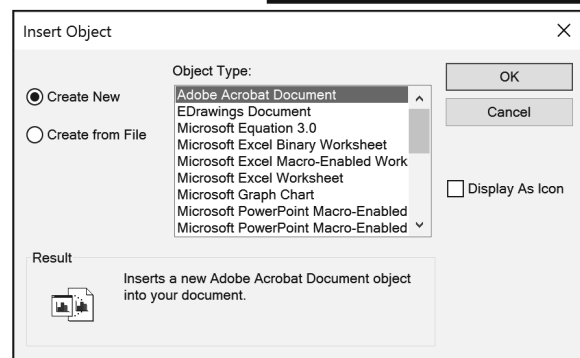 Insert Object
Object Type:
Create New
Create from File
Adobe Acrobat Document
EDrawings Document
Microsoft Equation 3.0
Microsoft Excel Binary Worksheet
Microsoft Excel Macro-Enabled Work
Microsoft Excel Worksheet
Microsoft Graph Chart
Microsoft PowerPoint Macro-Enabled
Microsoft PowerPoint Macro-Enabled
OK
Cancel
Display As Icon
Result
Inserts a new Adobe Acrobat Document object
into your document.